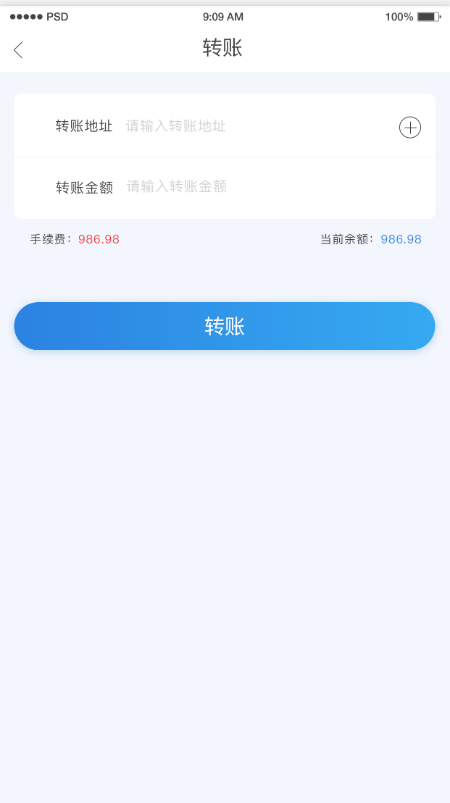 PSD 9:09 AM 100%
转账
转账地址 请输入转账地址
转账金额 请输入转账金额
手续费：986.98 当前余额：986.98
转账